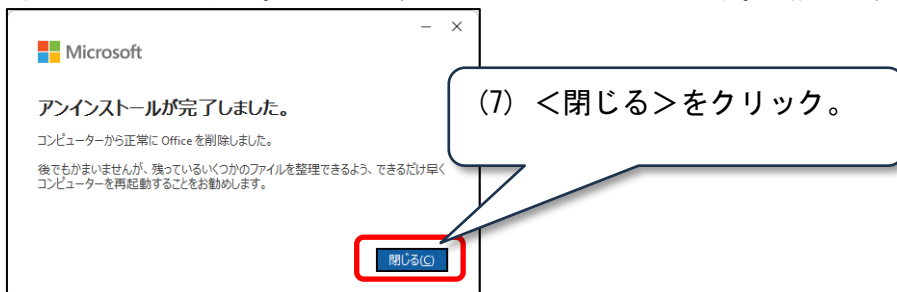 Microsoft
アンインストールが完了しました。
コンピューターから正常に Office を削除しました。
後でもかまいませんが、残っているいくつかのファイルを整理できるよう、できるだけ早く
コンピューターを再起動することをお勧めします。
閉じる(C)
(7) <閉じる>をクリック。